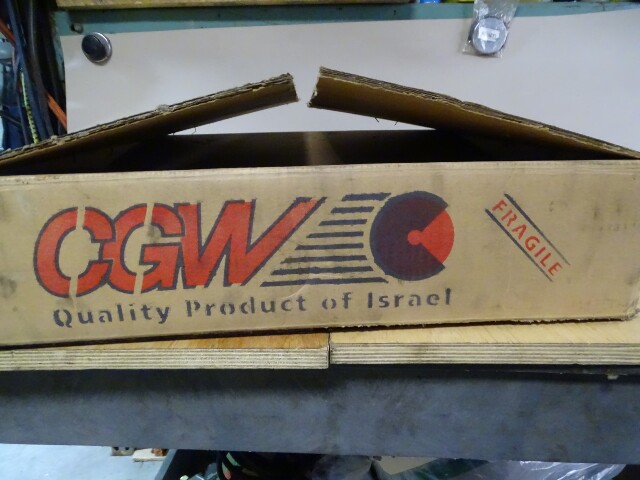 CGW
Quality Product of Israel
FRAGILE